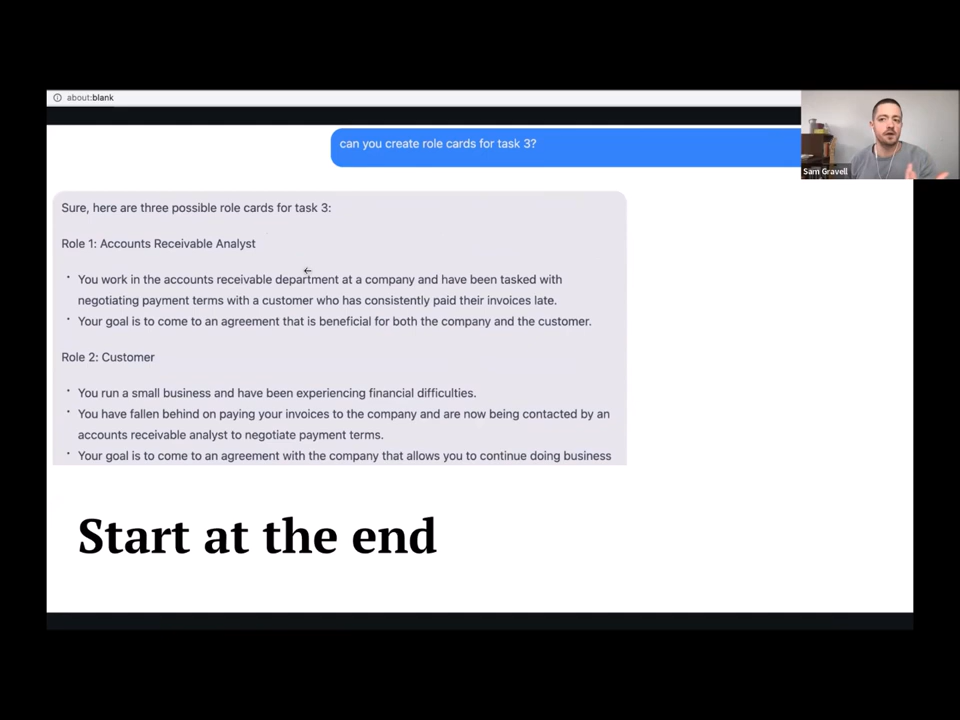 about:blank
can you create role cards for task 3?
Sam Gravell
Sure, here are three possible role cards for task 3:
Role 1: Accounts Receivable Analyst
· You work in the accounts receivable department at a company and have been tasked with
negotiating payment terms with a customer who has consistently paid their invoices late.
· Your goal is to come to an agreement that is beneficial for both the company and the customer.
Role 2: Customer
· You run a small business and have been experiencing financial difficulties.
· You have fallen behind on paying your invoices to the company and are now being contacted by an
accounts receivable analyst to negotiate payment terms.
· Your goal is to come to an agreement with the company that allows you to continue doing business
Start at the end